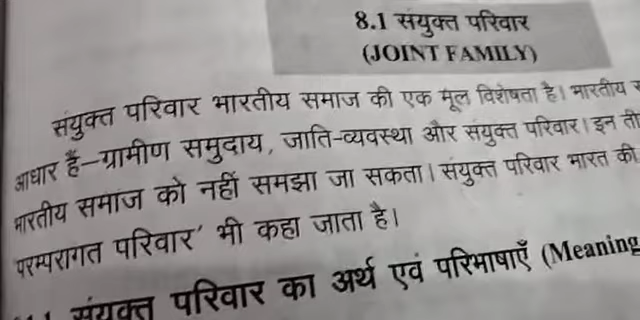 8.1 संयुक्त परिवार
(JOINT FAMILY)
संयुक्त परिवार भारतीय समाज की एक मूल विशेषता है। भारतीय
आधार हैं—ग्रामीण समुदाय, जाति-व्यवस्था और संयुक्त परिवार। इन
भारतीय समाज को नहीं समझा जा सकता। संयुक्त परिवार भारत की
परम्परागत परिवार' भी कहा जाता है।
संयुक्त परिवार का अर्थ एवं परिभाषाएँ (Meaning